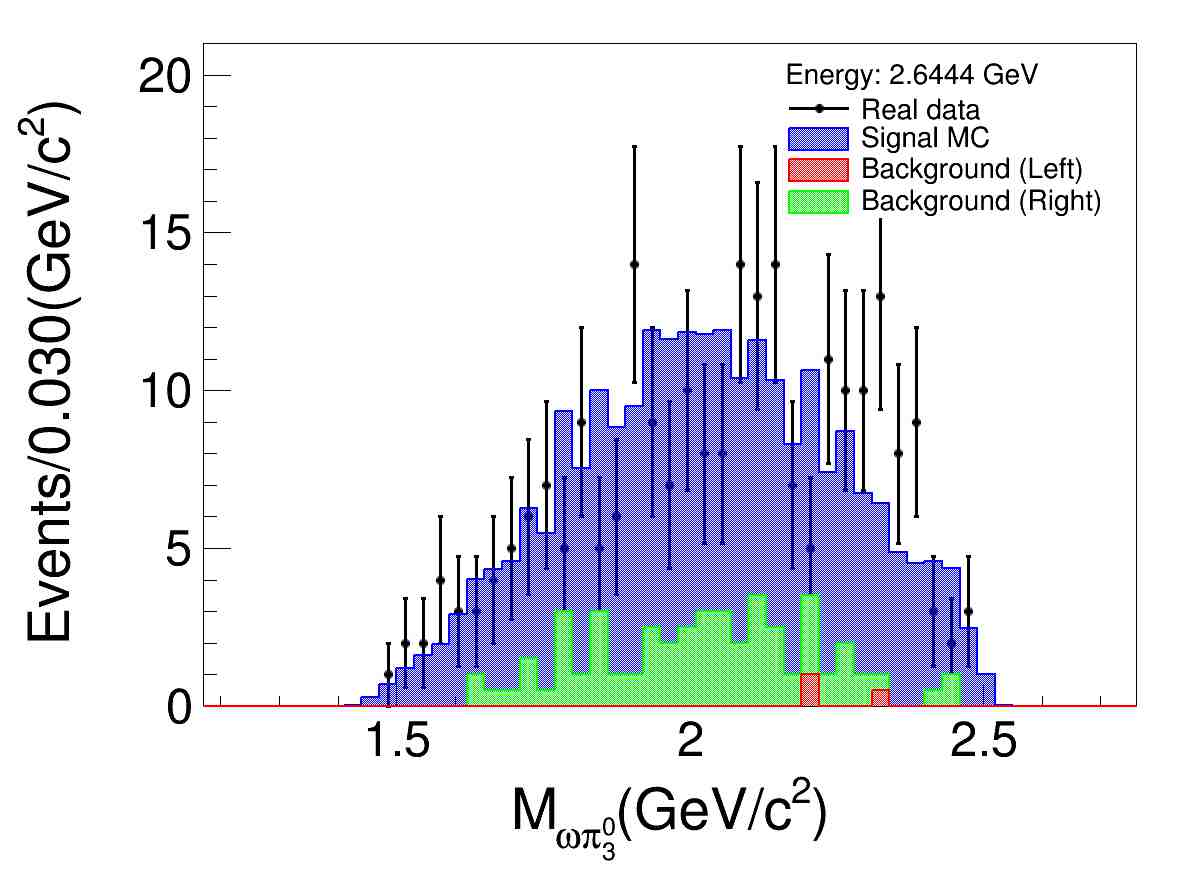 Events/0.030(GeV/c²)
20
15
10
5
0
Energy: 2.6444 GeV
Real data
Signal MC
Background (Left)
Background (Right)
1.5 2 2.5
Mωπ⁰₃(GeV/c²)